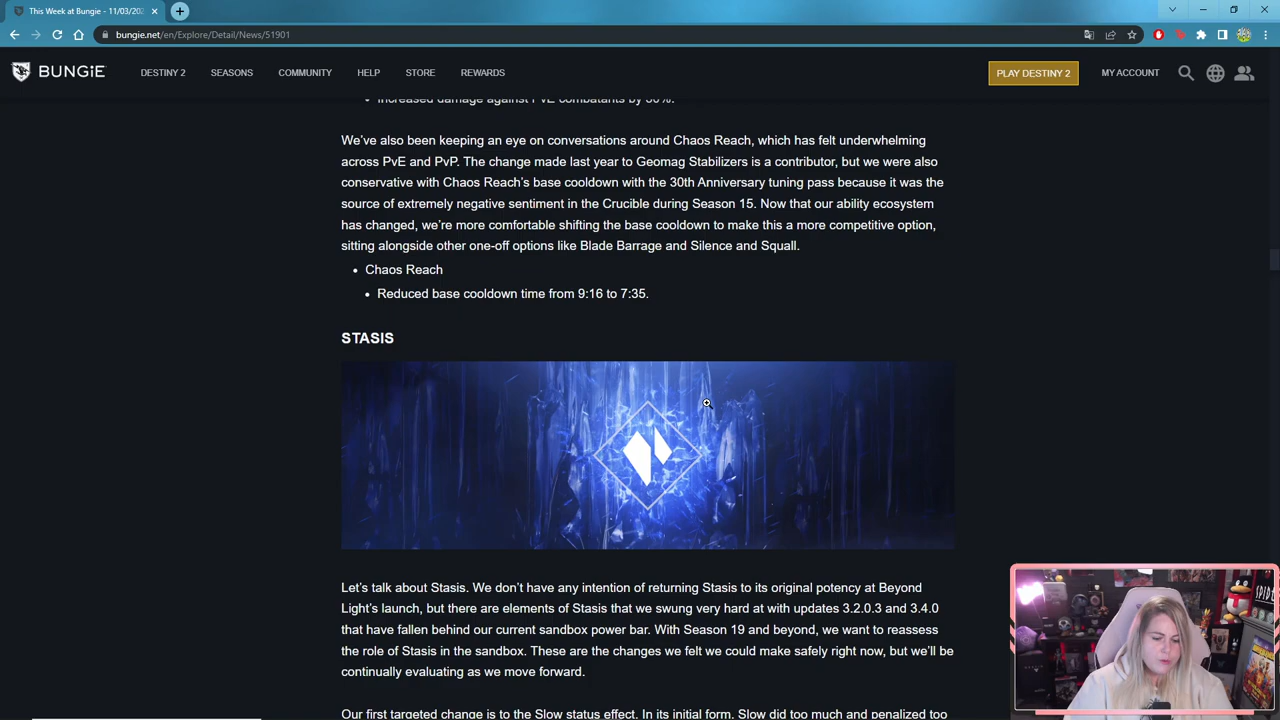 This Week at Bungie - 11/03/202
bungie.net/en/Explore/Detail/News/51901
BUNGiE
DESTINY 2
SEASONS
COMMUNITY
HELP
STORE
REWARDS
PLAY DESTINY 2
MY ACCOUNT
Increased damage against PvE combatants by
We've also been keeping an eye on conversations around Chaos Reach, which has felt underwhelming
across PvE and PvP. The change made last year to Geomag Stabilizers is a contributor, but we were also
conservative with Chaos Reach's base cooldown with the 30th Anniversary tuning pass because it was the
source of extremely negative sentiment in the Crucible during Season 15. Now that our ability ecosystem
has changed, we're more comfortable shifting the base cooldown to make this a more competitive option,
sitting alongside other one-off options like Blade Barrage and Silence and Squall.
• Chaos Reach
• Reduced base cooldown time from 9:16 to 7:35.
STASIS
Let's talk about Stasis. We don't have any intention of returning Stasis to its original potency at Beyond
Light's launch, but there are elements of Stasis that we swung very hard at with updates 3.2.0.3 and 3.4.0
that have fallen behind our current sandbox power bar. With Season 19 and beyond, we want to reassess
the role of Stasis in the sandbox. These are the changes we felt we could make safely right now, but we'll be
continually evaluating as we move forward.
Our first targeted change is to the Slow status effect. In its initial form, Slow did too much and penalized too